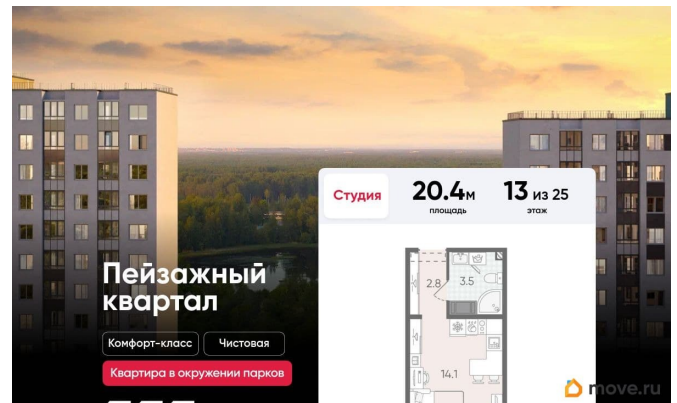 Студия
20.4м
площадь
13 из 25
этаж
2.8
3.5
14.1
Пейзажный
квартал
Комфорт-класс
Чистовая
Квартира в окружении парков
move.ru